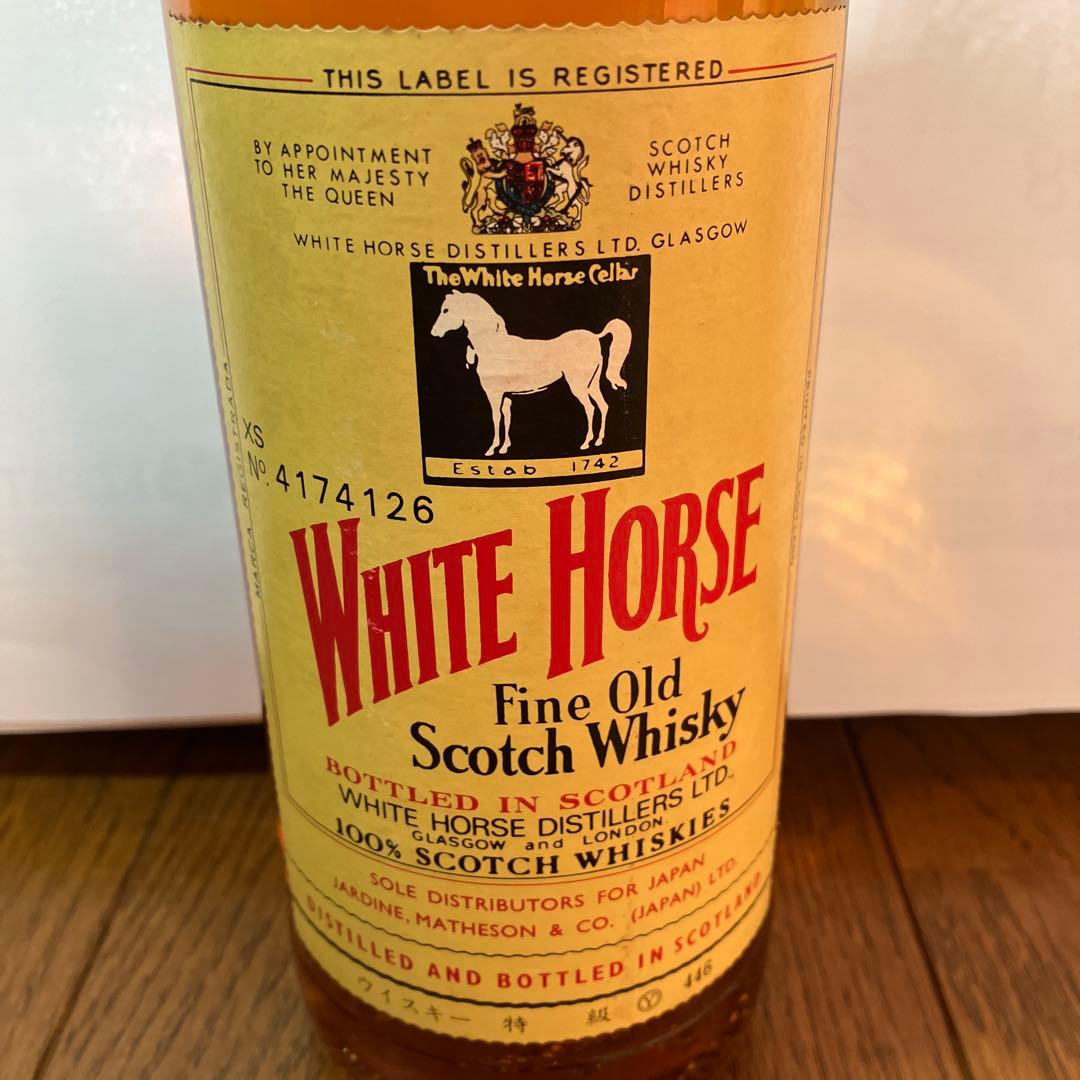 THIS LABEL IS REGISTERED
BY APPOINTMENT
TO HER MAJESTY
THE QUEEN
SCOTCH
WHISKY
DISTILLERS
WHITE HORSE DISTILLERS LTD. GLASGOW
The White Horse Cellar
Estab 1742
XS
No. 4174126
MARCA REGISTRADA
WHITE HORSE
Fine Old
Scotch Whisky
BOTTLED IN SCOTLAND
WHITE HORSE DISTILLERS LTD.,
GLASGOW and LONDON.
100% SCOTCH WHISKIES
SOLE DISTRIBUTORS FOR JAPAN
JARDINE, MATHESON & CO. (JAPAN) LTD.
DISTILLED AND BOTTLED IN SCOTLAND
ウイスキー 特 級 Ⓨ 446